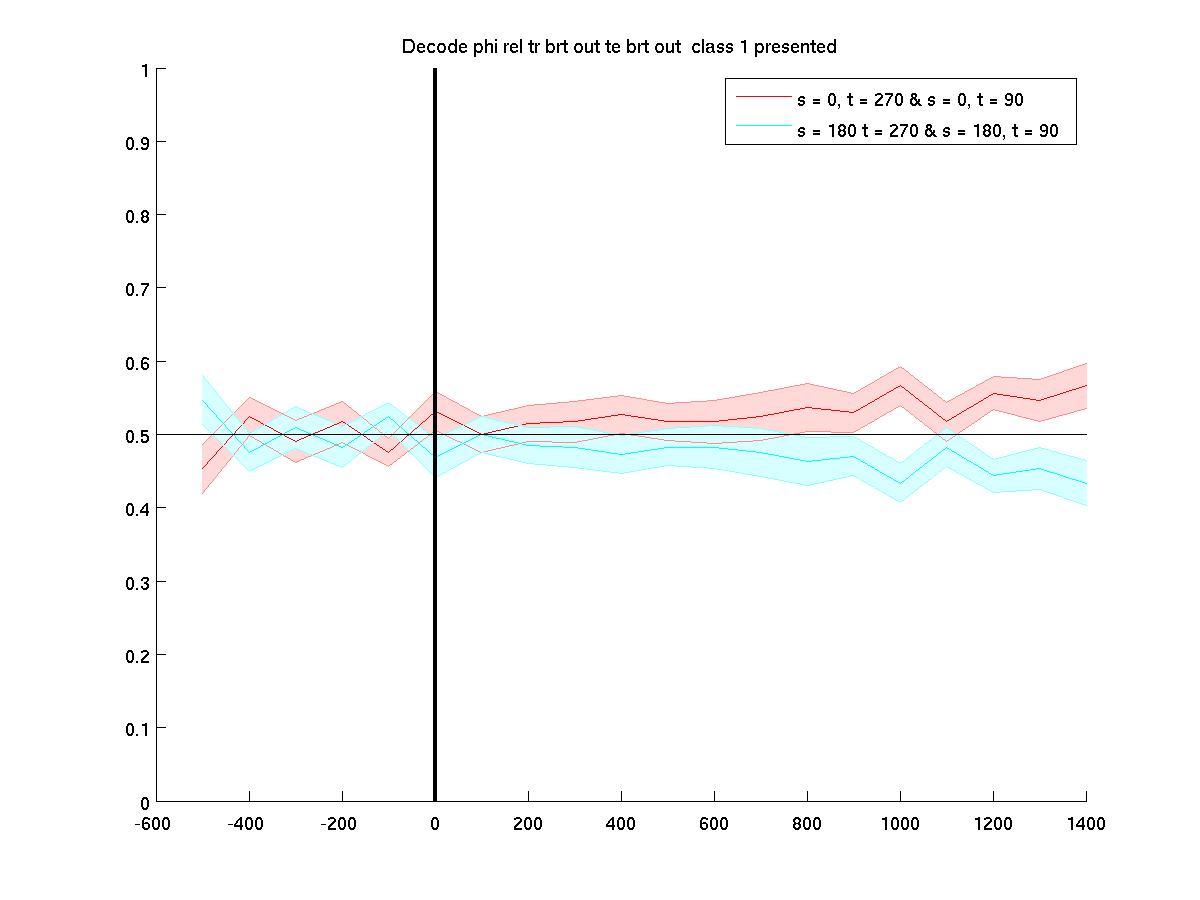 Decode phi rel tr brt out te brt out  class 1 presented
s = 0, t = 270 & s = 0, t = 90
s = 180 t = 270 & s = 180, t = 90
1
0.9
0.8
0.7
0.6
0.5
0.4
0.3
0.2
0.1
0
-600 -400 -200 0 200 400 600 800 1000 1200 1400